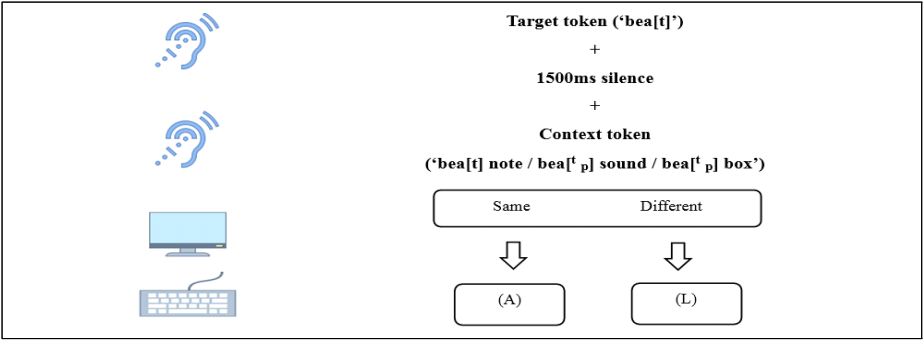 Target token (‘bea[t]’)
+
1500ms silence
+
Context token
(‘bea[t] note / bea[ᵗ ₚ] sound / bea[ᵗ ₚ] box’)
Same Different
(A) (L)